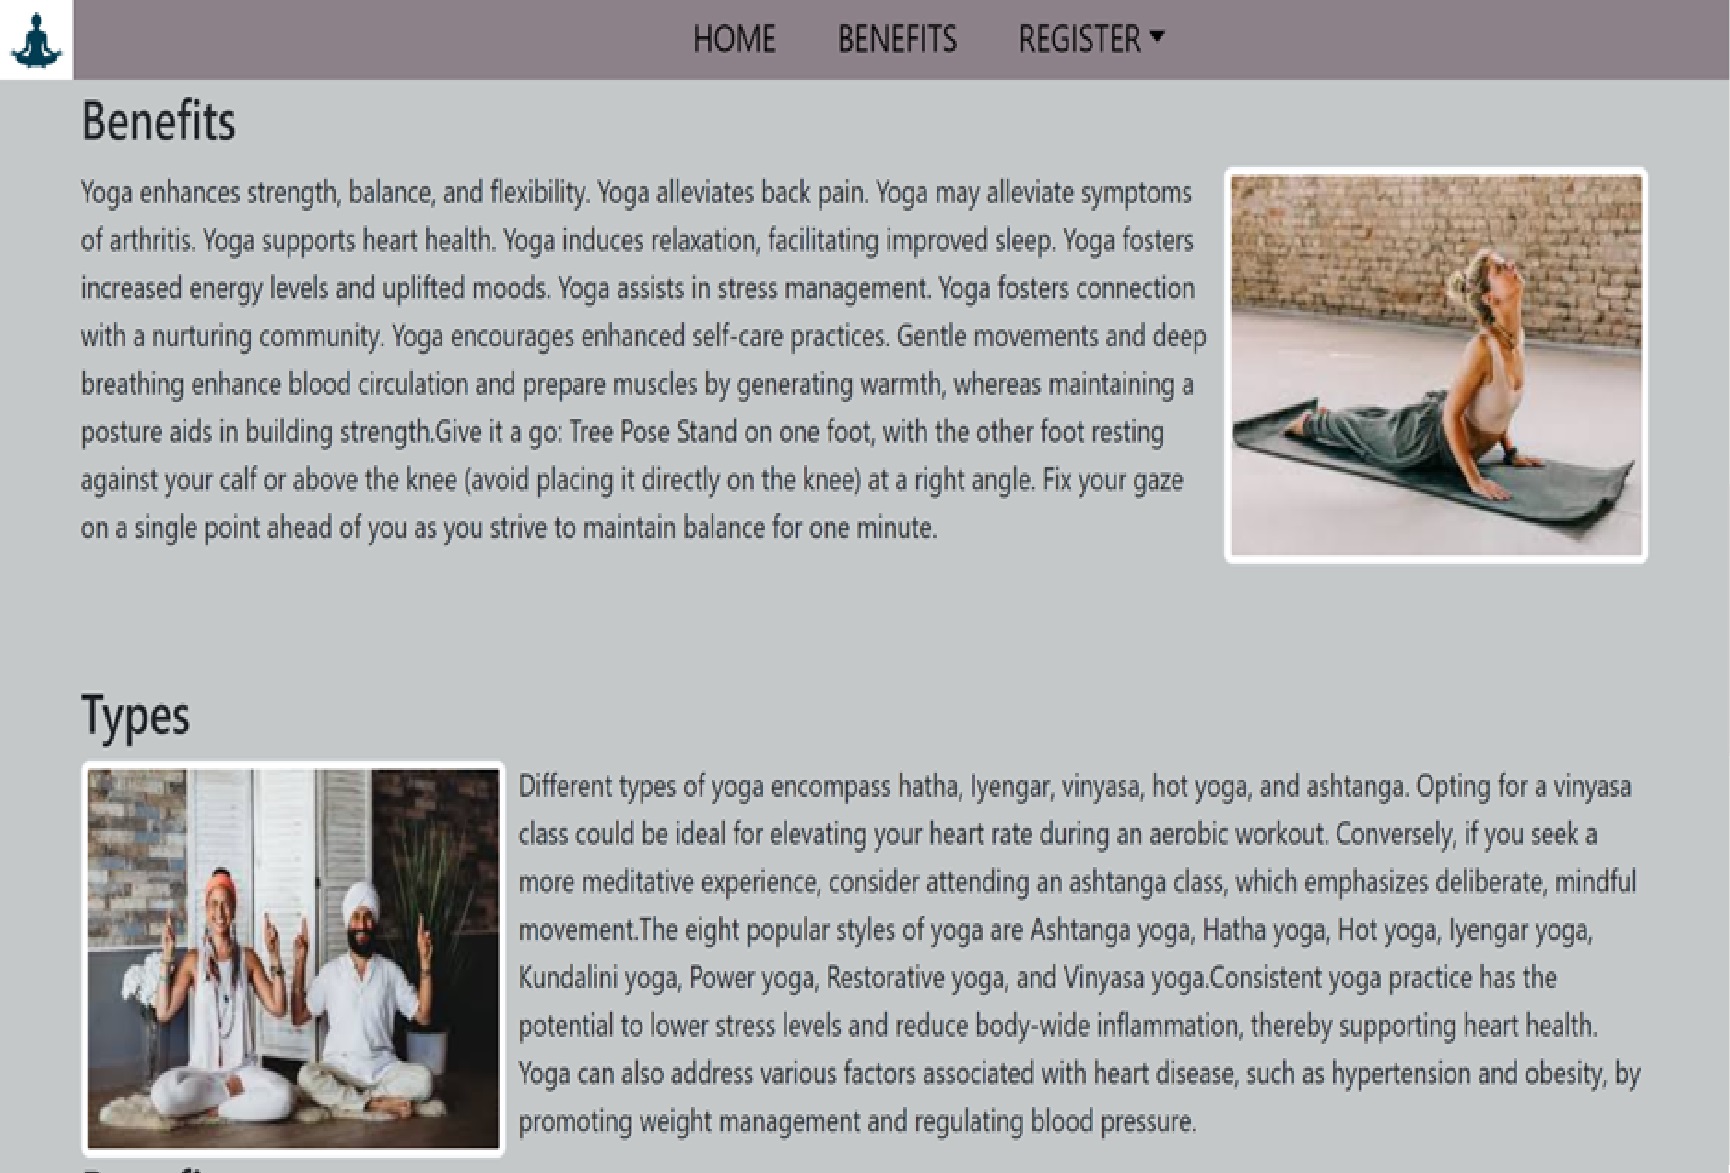 HOME BENEFITS REGISTER
Benefits
Yoga enhances strength, balance, and flexibility. Yoga alleviates back pain. Yoga may alleviate symptoms
of arthritis. Yoga supports heart health. Yoga induces relaxation, facilitating improved sleep. Yoga fosters
increased energy levels and uplifted moods. Yoga assists in stress management. Yoga fosters connection
with a nurturing community. Yoga encourages enhanced self-care practices. Gentle movements and deep
breathing enhance blood circulation and prepare muscles by generating warmth, whereas maintaining a
posture aids in building strength.Give it a go: Tree Pose Stand on one foot, with the other foot resting
against your calf or above the knee (avoid placing it directly on the knee) at a right angle. Fix your gaze
on a single point ahead of you as you strive to maintain balance for one minute.
Types
Different types of yoga encompass hatha, Iyengar, vinyasa, hot yoga, and ashtanga. Opting for a vinyasa
class could be ideal for elevating your heart rate during an aerobic workout. Conversely, if you seek a
more meditative experience, consider attending an ashtanga class, which emphasizes deliberate, mindful
movement.The eight popular styles of yoga are Ashtanga yoga, Hatha yoga, Hot yoga, Iyengar yoga,
Kundalini yoga, Power yoga, Restorative yoga, and Vinyasa yoga.Consistent yoga practice has the
potential to lower stress levels and reduce body-wide inflammation, thereby supporting heart health.
Yoga can also address various factors associated with heart disease, such as hypertension and obesity, by
promoting weight management and regulating blood pressure.